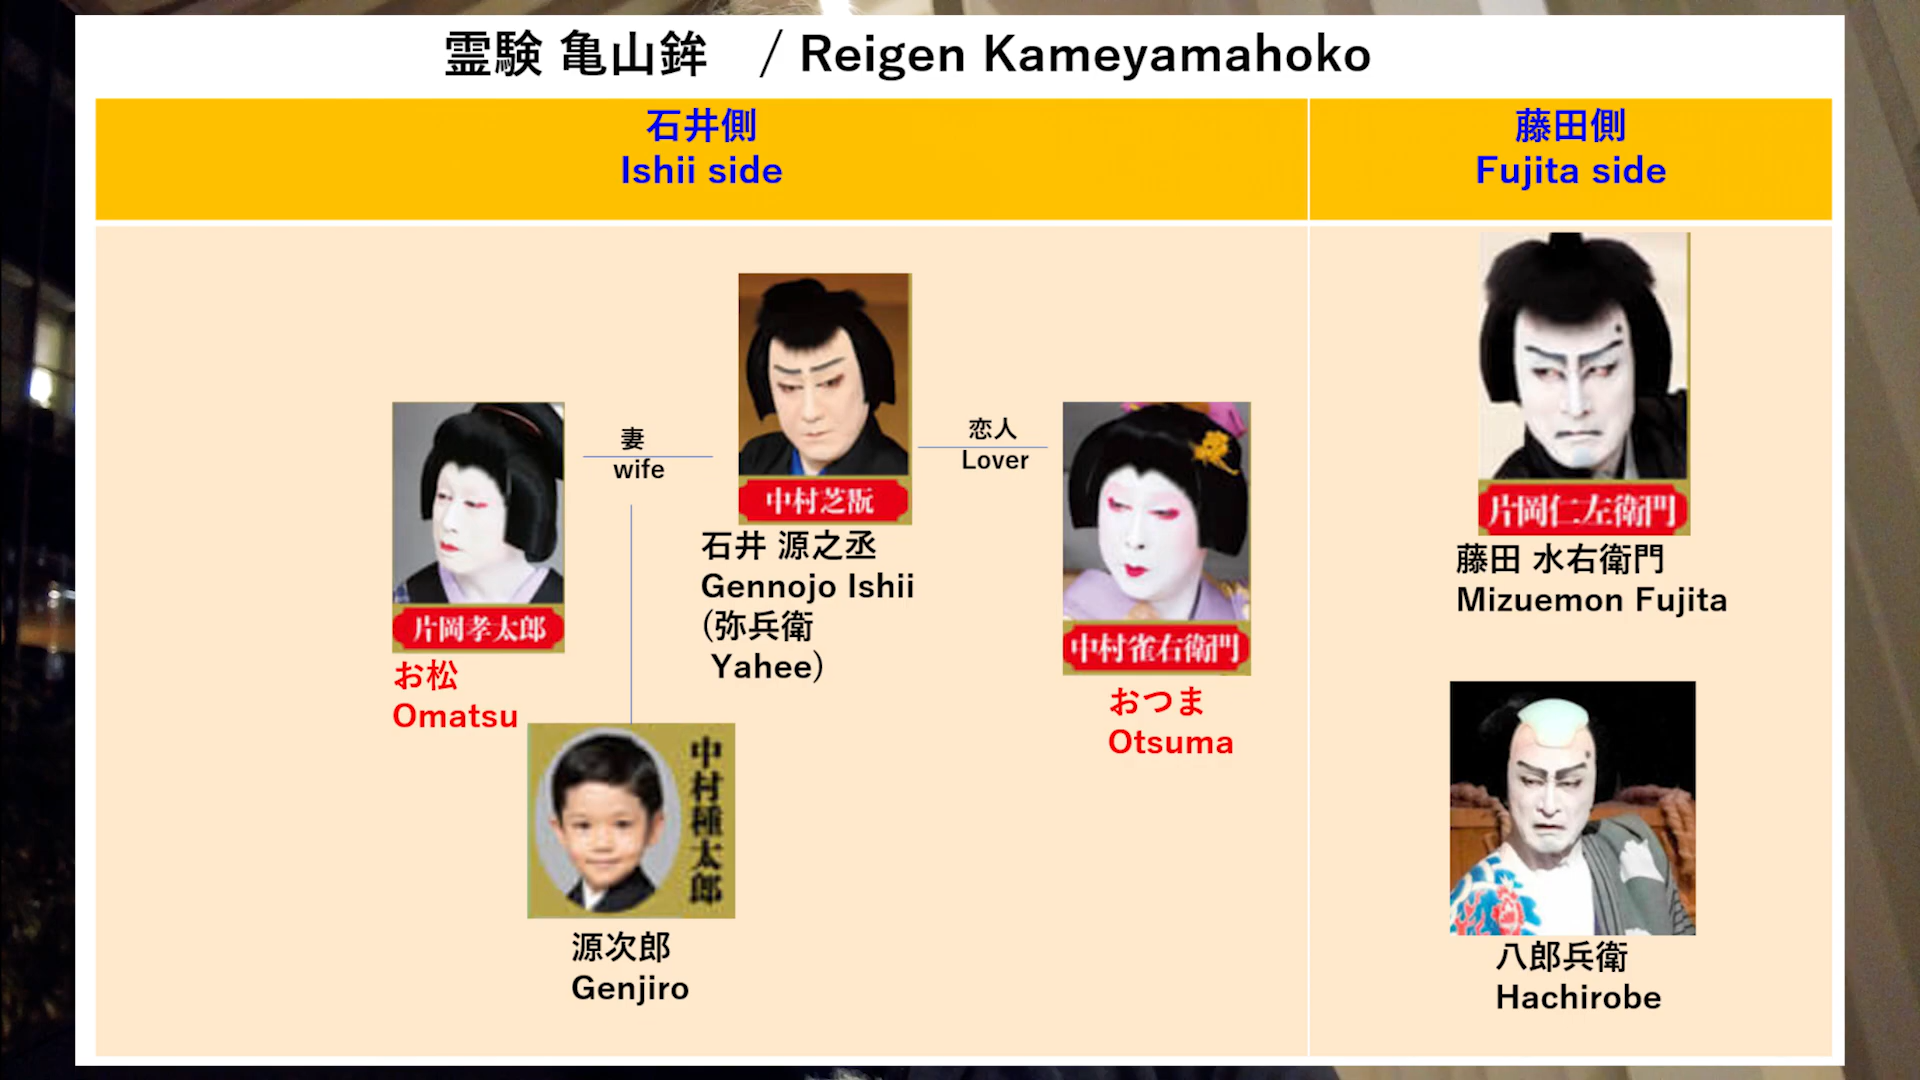 霊験 亀山鉾 / Reigen Kameyamahoko
石井側
Ishii side
藤田側
Fujita side
妻
wife
恋人
Lover
片岡孝太郎
お松
Omatsu
中村芝翫
石井 源之丞
Gennojo Ishii
(弥兵衛
Yahee)
中村雀右衛門
おつま
Otsuma
中村種太郎
源次郎
Genjiro
片岡仁左衛門
藤田 水右衛門
Mizuemon Fujita
八郎兵衛
Hachirobe